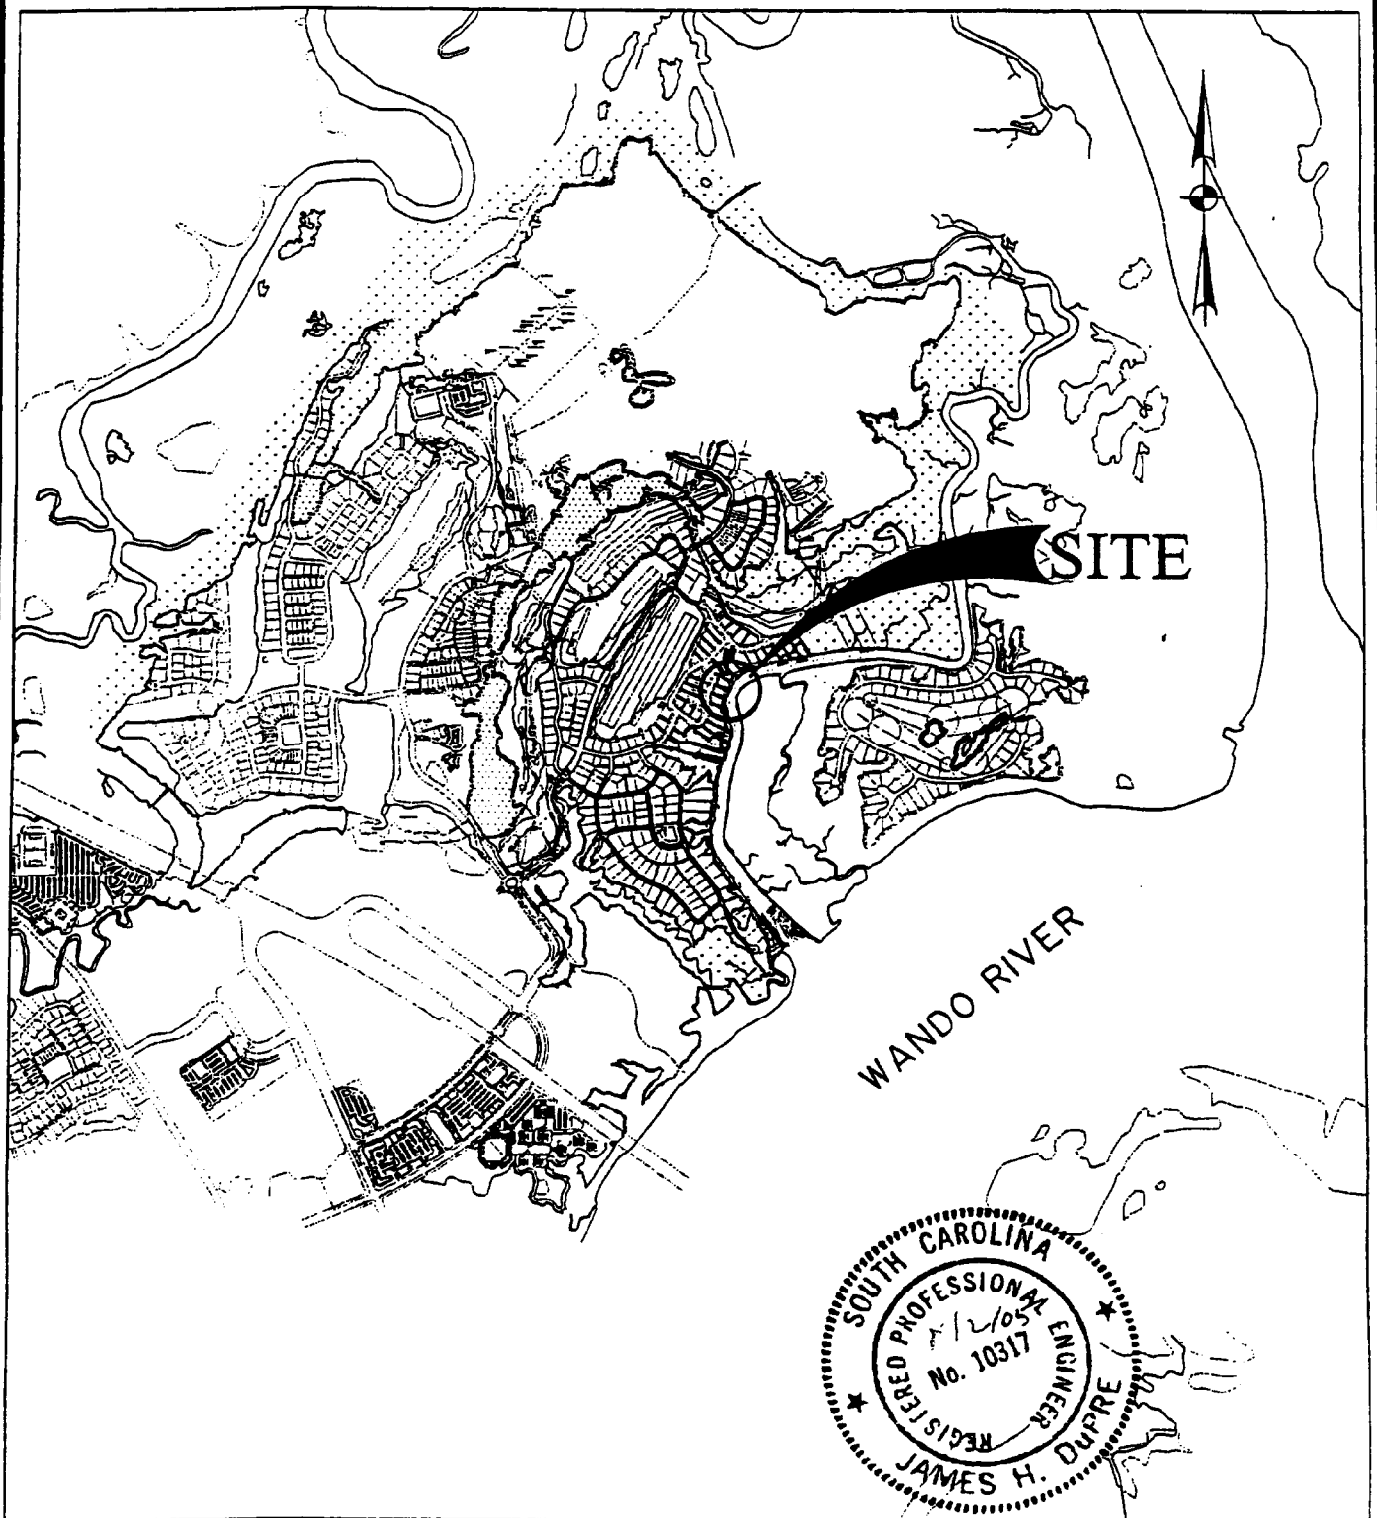 SITE
WANDO RIVER
SOUTH CAROLINA
REGISTERED PROFESSIONAL ENGINEER
No. 10317
JAMES H. DuPRE